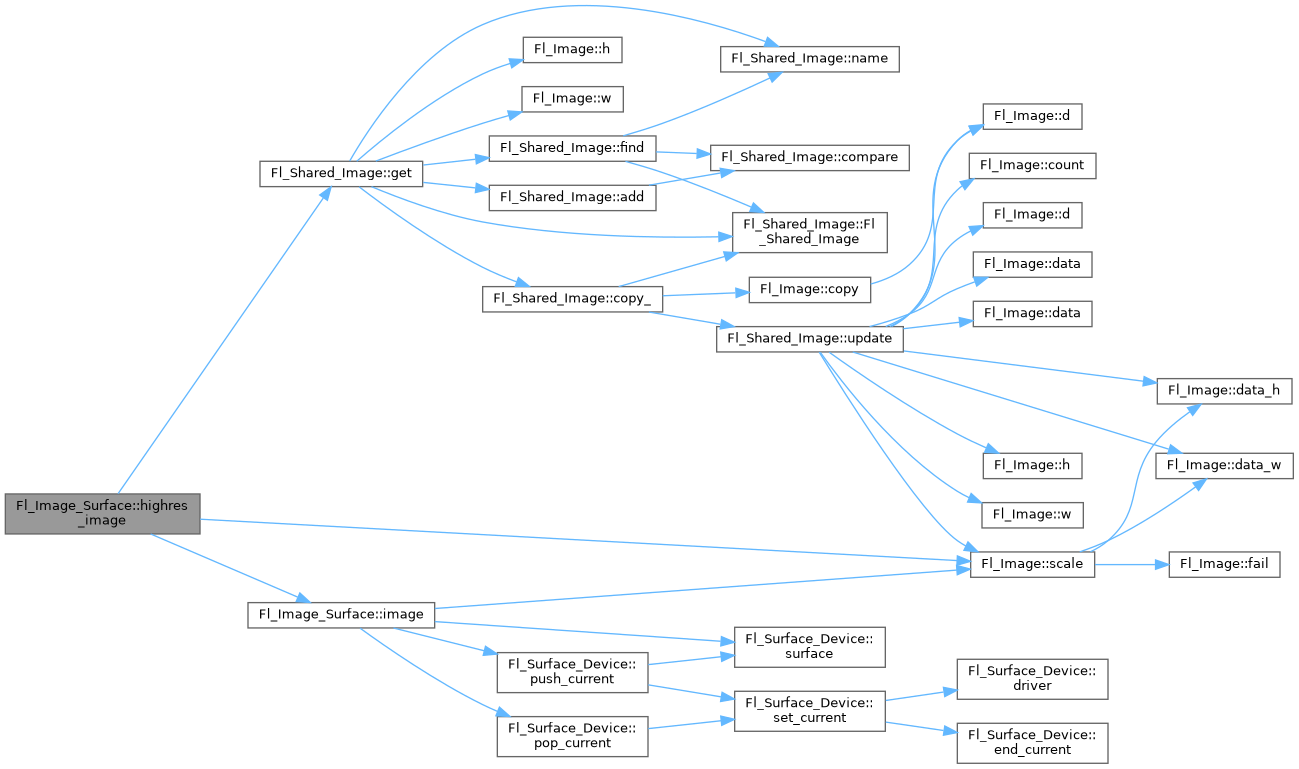 Fl_Image_Surface::highres
_image
Fl_Shared_Image::get
Fl_Image::h
Fl_Image::w
Fl_Shared_Image::find
Fl_Shared_Image::add
Fl_Shared_Image::copy_
Fl_Shared_Image::name
Fl_Shared_Image::compare
Fl_Shared_Image::Fl
_Shared_Image
Fl_Image::copy
Fl_Shared_Image::update
Fl_Image::d
Fl_Image::count
Fl_Image::d
Fl_Image::data
Fl_Image::data
Fl_Image::data_h
Fl_Image::data_w
Fl_Image::h
Fl_Image::w
Fl_Image::scale
Fl_Image::fail
Fl_Image_Surface::image
Fl_Surface_Device::
push_current
Fl_Surface_Device::
pop_current
Fl_Surface_Device::
surface
Fl_Surface_Device::
set_current
Fl_Surface_Device::
driver
Fl_Surface_Device::
end_current